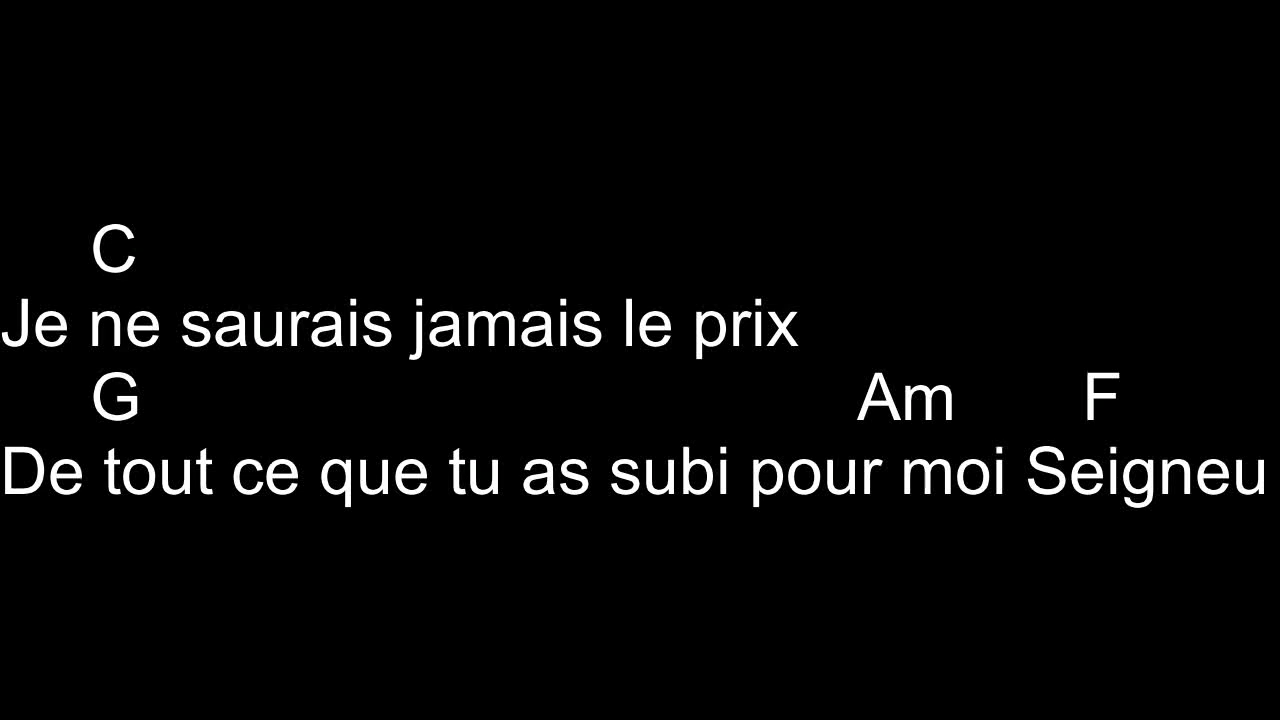 C
Je ne saurais jamais le prix
G Am F
De tout ce que tu as subi pour moi Seigneu